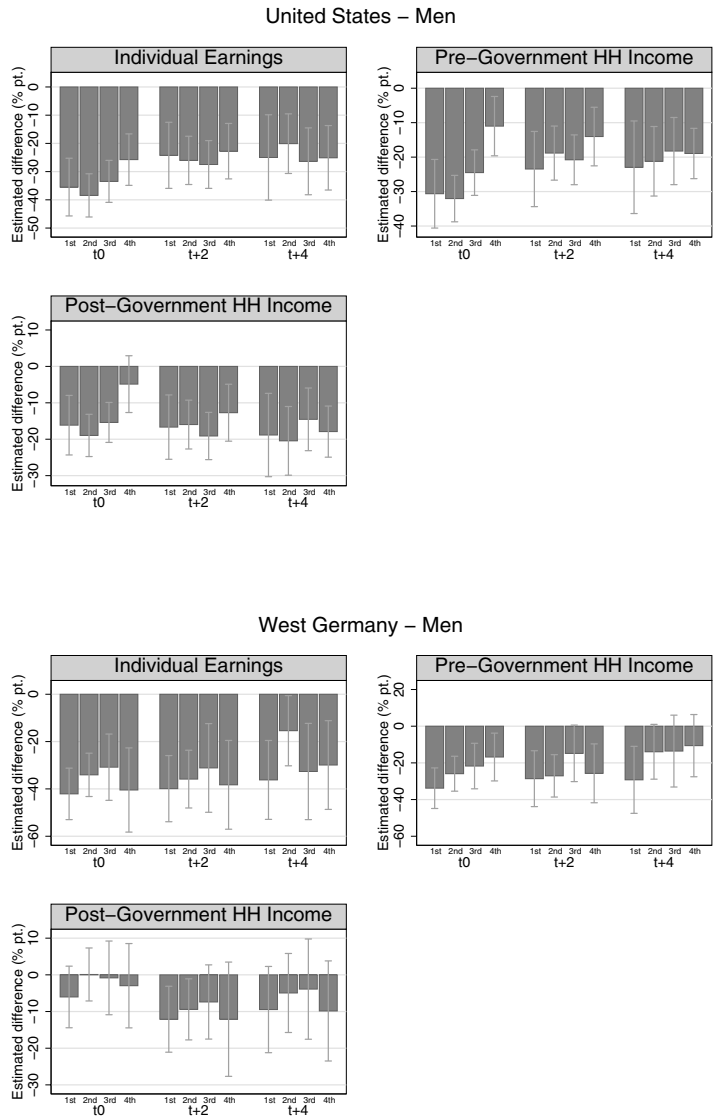 United States – Men
Individual Earnings
Estimated difference (% pt.)
0
−10
−20
−30
−40
−50
1st 2nd 3rd 4th 1st 2nd 3rd 4th 1st 2nd 3rd 4th
t0 t+2 t+4
Pre−Government HH Income
Estimated difference (% pt.)
0
−10
−20
−30
−40
1st 2nd 3rd 4th 1st 2nd 3rd 4th 1st 2nd 3rd 4th
t0 t+2 t+4
Post−Government HH Income
Estimated difference (% pt.)
10
0
−10
−20
−30
1st 2nd 3rd 4th 1st 2nd 3rd 4th 1st 2nd 3rd 4th
t0 t+2 t+4
West Germany – Men
Individual Earnings
Estimated difference (% pt.)
0
−20
−40
−60
1st 2nd 3rd 4th 1st 2nd 3rd 4th 1st 2nd 3rd 4th
t0 t+2 t+4
Pre−Government HH Income
Estimated difference (% pt.)
20
0
−20
−40
−60
1st 2nd 3rd 4th 1st 2nd 3rd 4th 1st 2nd 3rd 4th
t0 t+2 t+4
Post−Government HH Income
Estimated difference (% pt.)
10
0
−10
−20
−30
1st 2nd 3rd 4th 1st 2nd 3rd 4th 1st 2nd 3rd 4th
t0 t+2 t+4